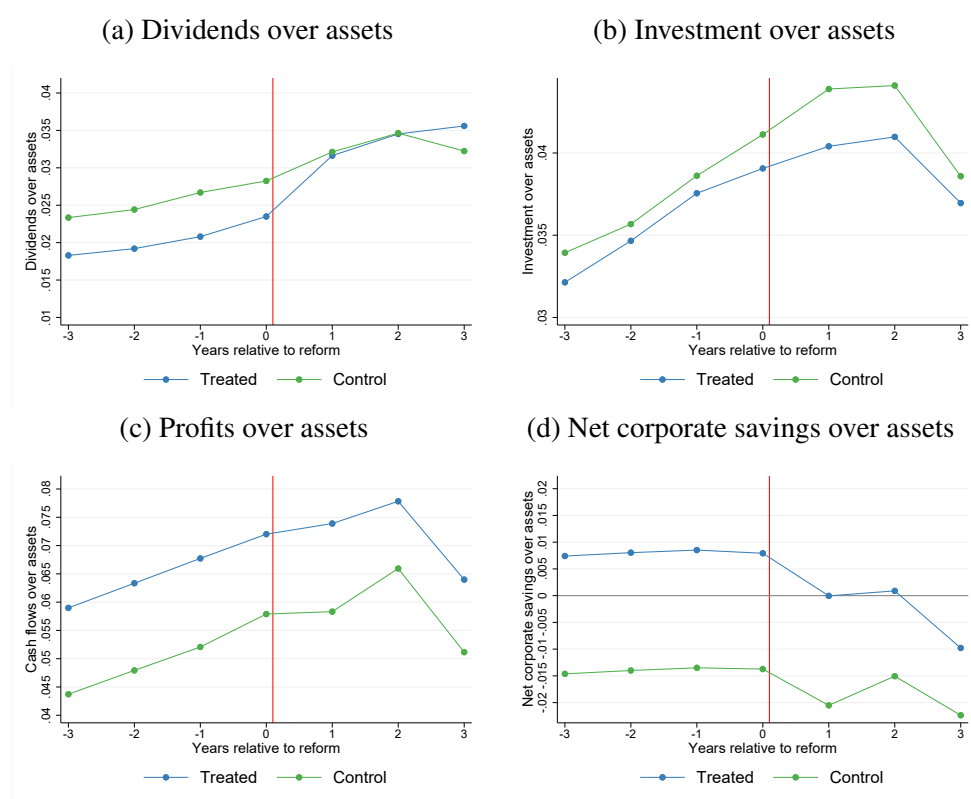 (a) Dividends over assets
Dividends over assets
.04
.035
.03
.025
.02
.015
.01
-3 -2 -1 0 1 2 3
Years relative to reform
Treated Control
(b) Investment over assets
Investment over assets
.04
.035
.03
-3 -2 -1 0 1 2 3
Years relative to reform
Treated Control
(c) Profits over assets
Cash flows over assets
.08
.075
.07
.065
.06
.055
.05
.045
.04
-3 -2 -1 0 1 2 3
Years relative to reform
Treated Control
(d) Net corporate savings over assets
Net corporate savings over assets
.02
.015
.01
.005
0
-.005
-.01
-.015
-.02
-3 -2 -1 0 1 2 3
Years relative to reform
Treated Control